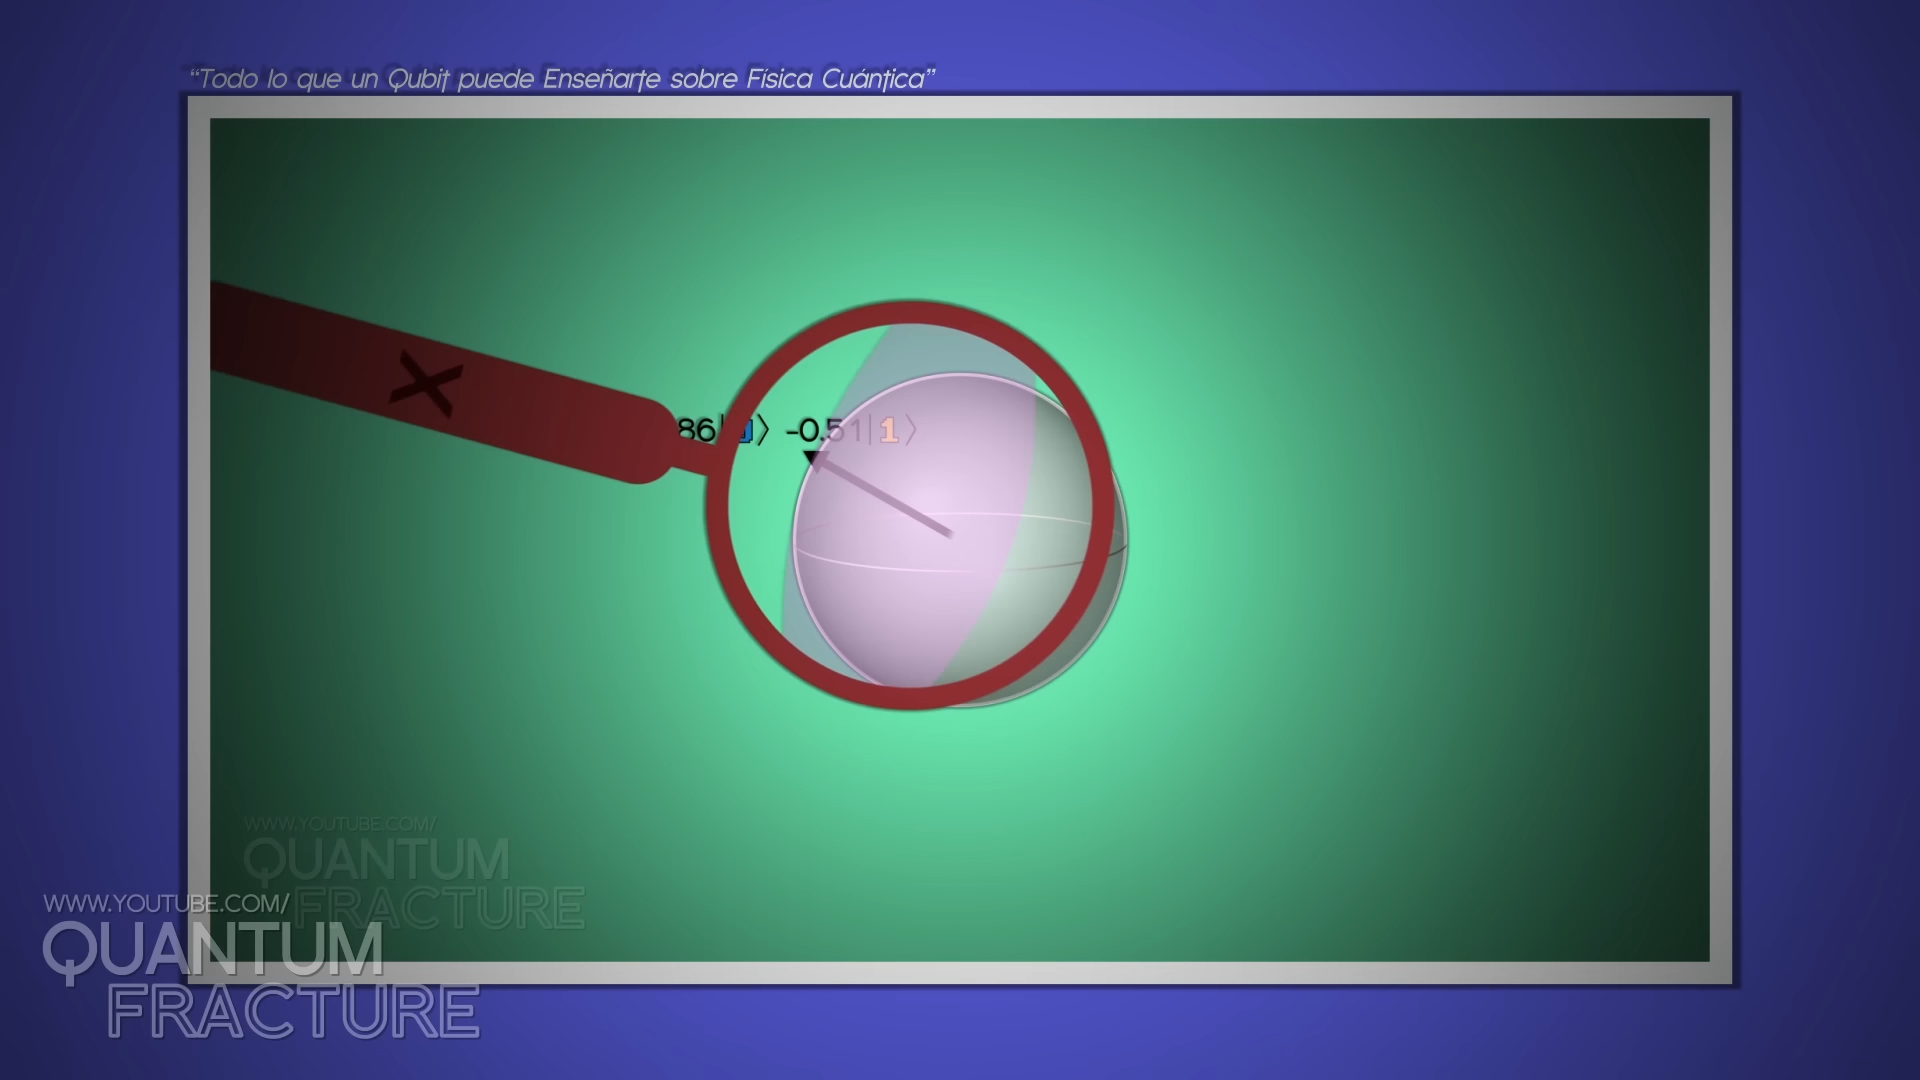 “Todo lo que un Qubit puede Enseñarte sobre Física Cuántica”
X
86|0⟩ -0.51|1⟩
WWW.YOUTUBE.COM/
QUANTUM
FRACTURE
WWW.YOUTUBE.COM/
QUANTUM
FRACTURE